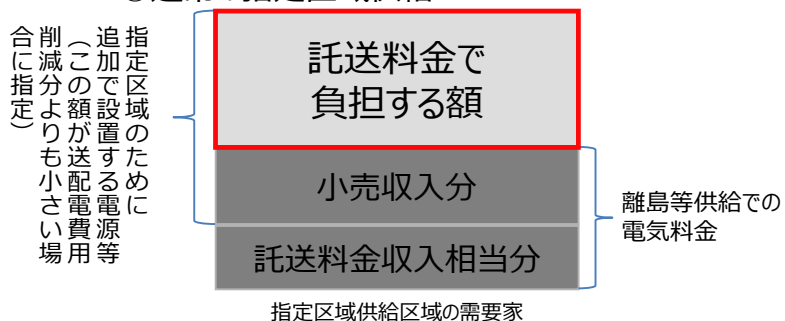 指定区域のために
追加で設置する電源等
（この額が送配電費用
削減分よりも小さい場
合に指定）
託送料金で
負担する額
小売収入分
託送料金収入相当分
離島等供給での
電気料金
指定区域供給区域の需要家